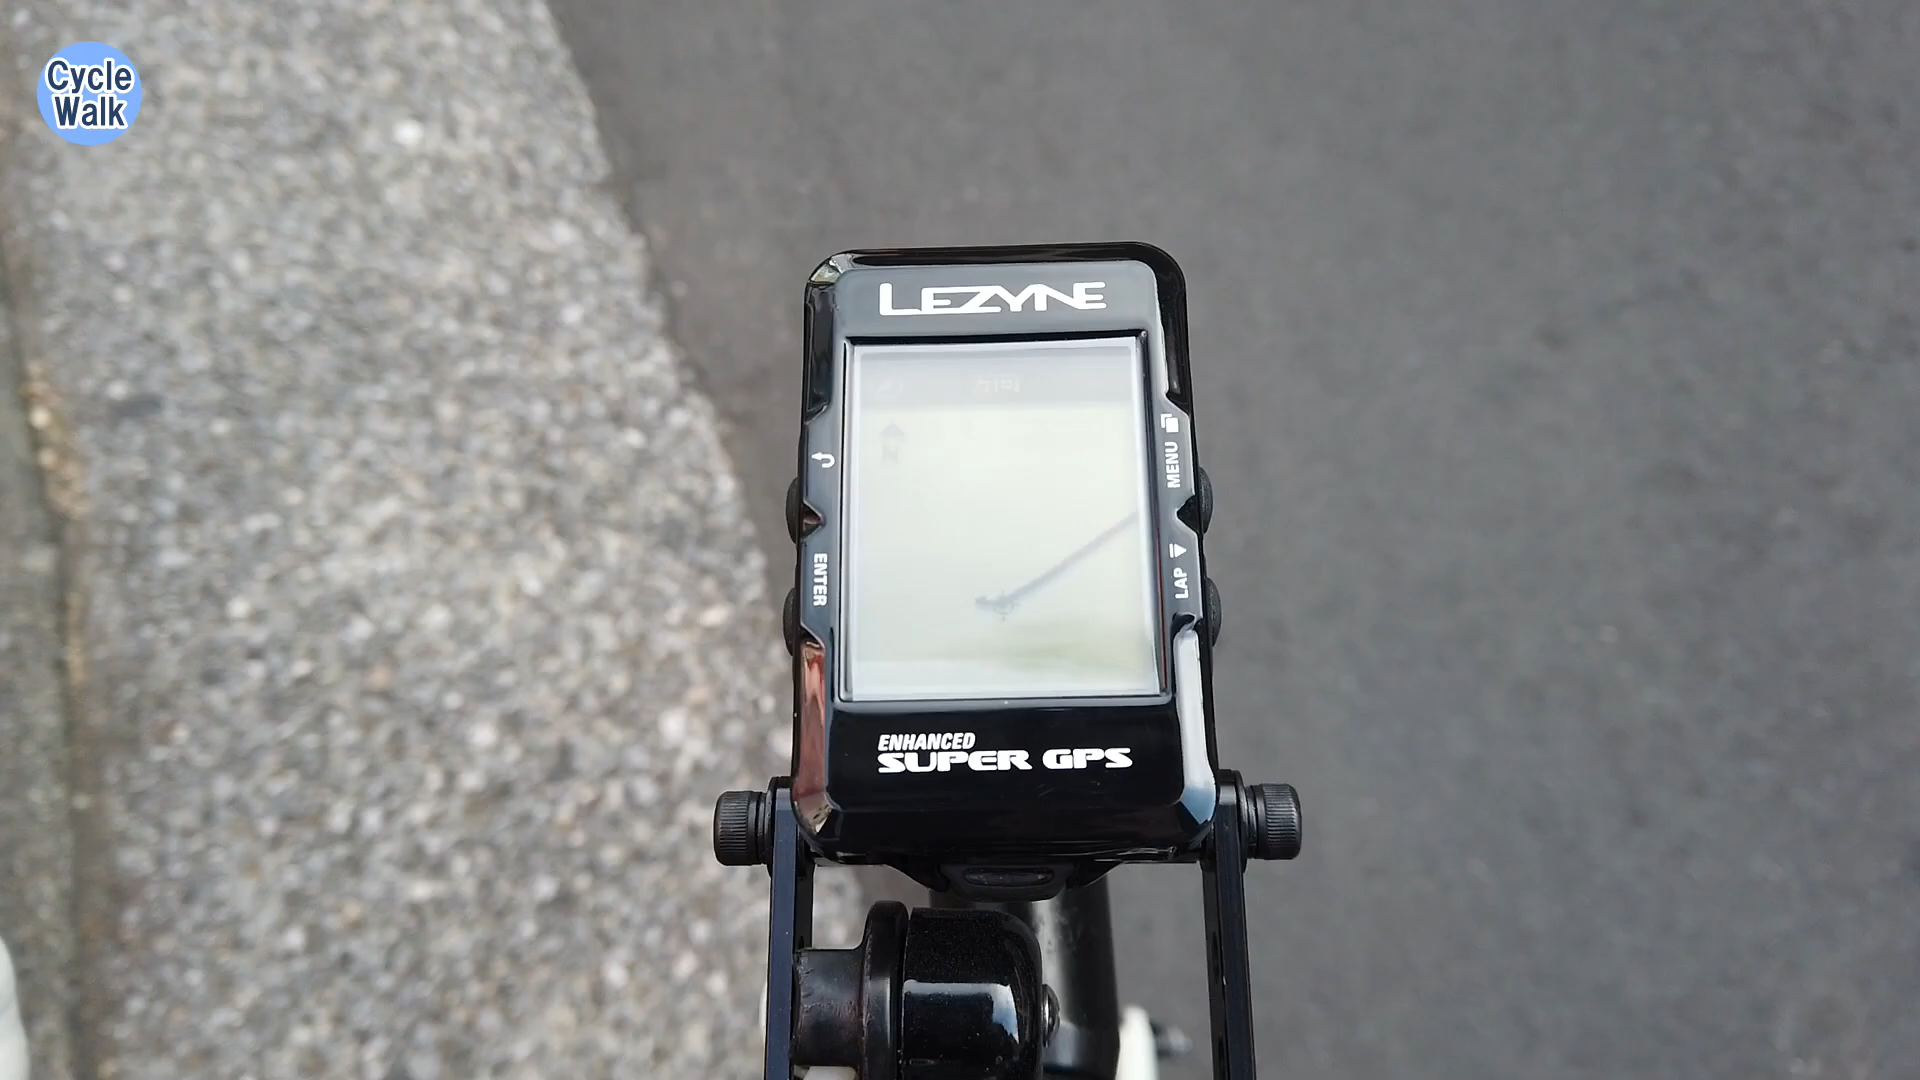 Cycle
Walk
LEZYNE
MENU
ENTER
LAP
ENHANCED
SUPER GPS